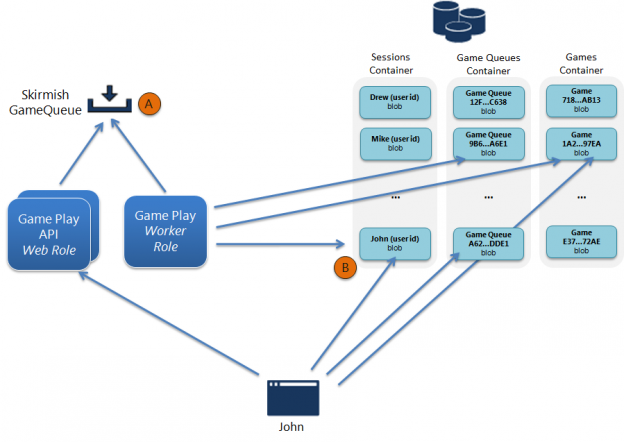 Sessions
Container
Game Queues
Container
Games
Container
Skirmish
GameQueue
A
Drew (userid)
blob
Game Queue
12F...C638
blob
Game
718...AB13
blob
Mike (userid)
blob
Game Queue
9B6...A6E1
blob
Game
1A2...97EA
blob
...
...
...
Game Play
API
Web Role
Game Play
Worker
Role
John (userid)
blob
Game Queue
A62...DDE1
blob
Game
E37...72AE
blob
B
John